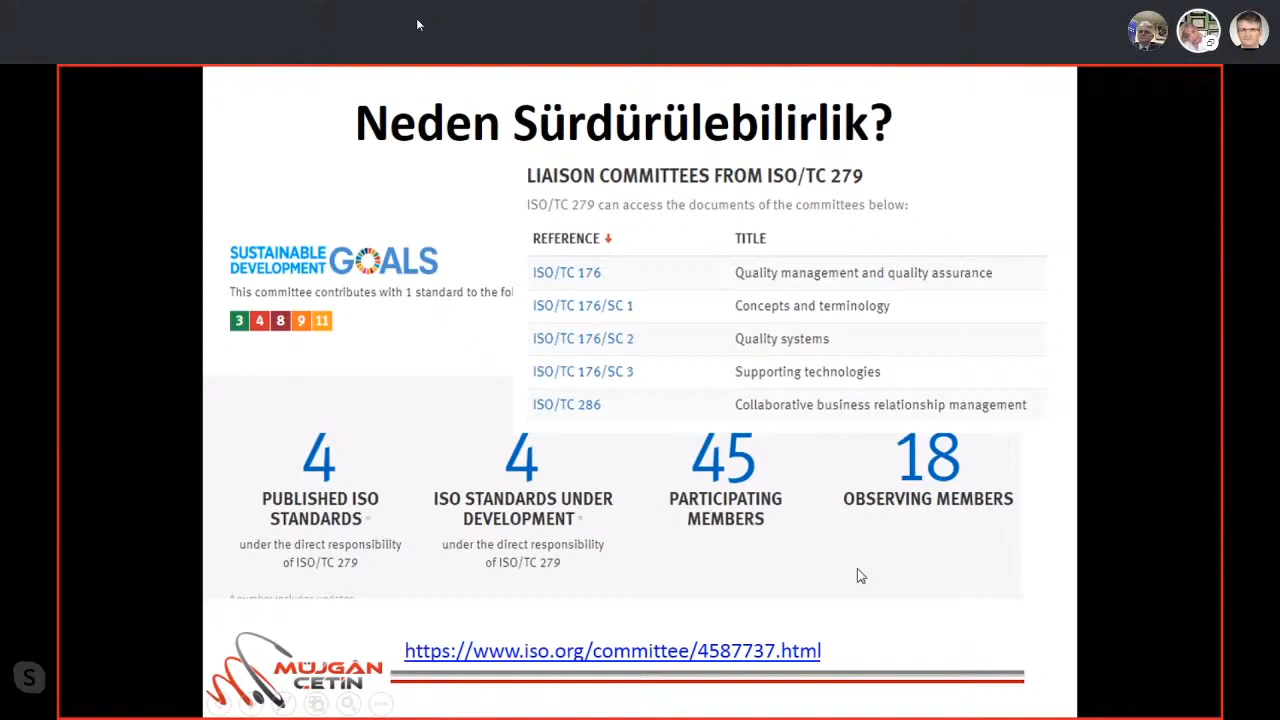 Neden Sürdürülebilirlik?
LIAISON COMMITTEES FROM ISO/TC 279
ISO/TC 279 can access the documents of the committees below:
REFERENCE TITLE
ISO/TC 176 Quality management and quality assurance
ISO/TC 176/SC 1 Concepts and terminology
ISO/TC 176/SC 2 Quality systems
ISO/TC 176/SC 3 Supporting technologies
ISO/TC 286 Collaborative business relationship management
SUSTAINABLE
DEVELOPMENT GOALS
This committee contributes with 1 standard to the fol
3 4 8 9 11
4
PUBLISHED ISO
STANDARDS *
under the direct responsibility
of ISO/TC 279
4
ISO STANDARDS UNDER
DEVELOPMENT *
under the direct responsibility
of ISO/TC 279
45
PARTICIPATING
MEMBERS
18
OBSERVING MEMBERS
* number includes updates
MÜJGÂN
ÇETİN
https://www.iso.org/committee/4587737.html
S